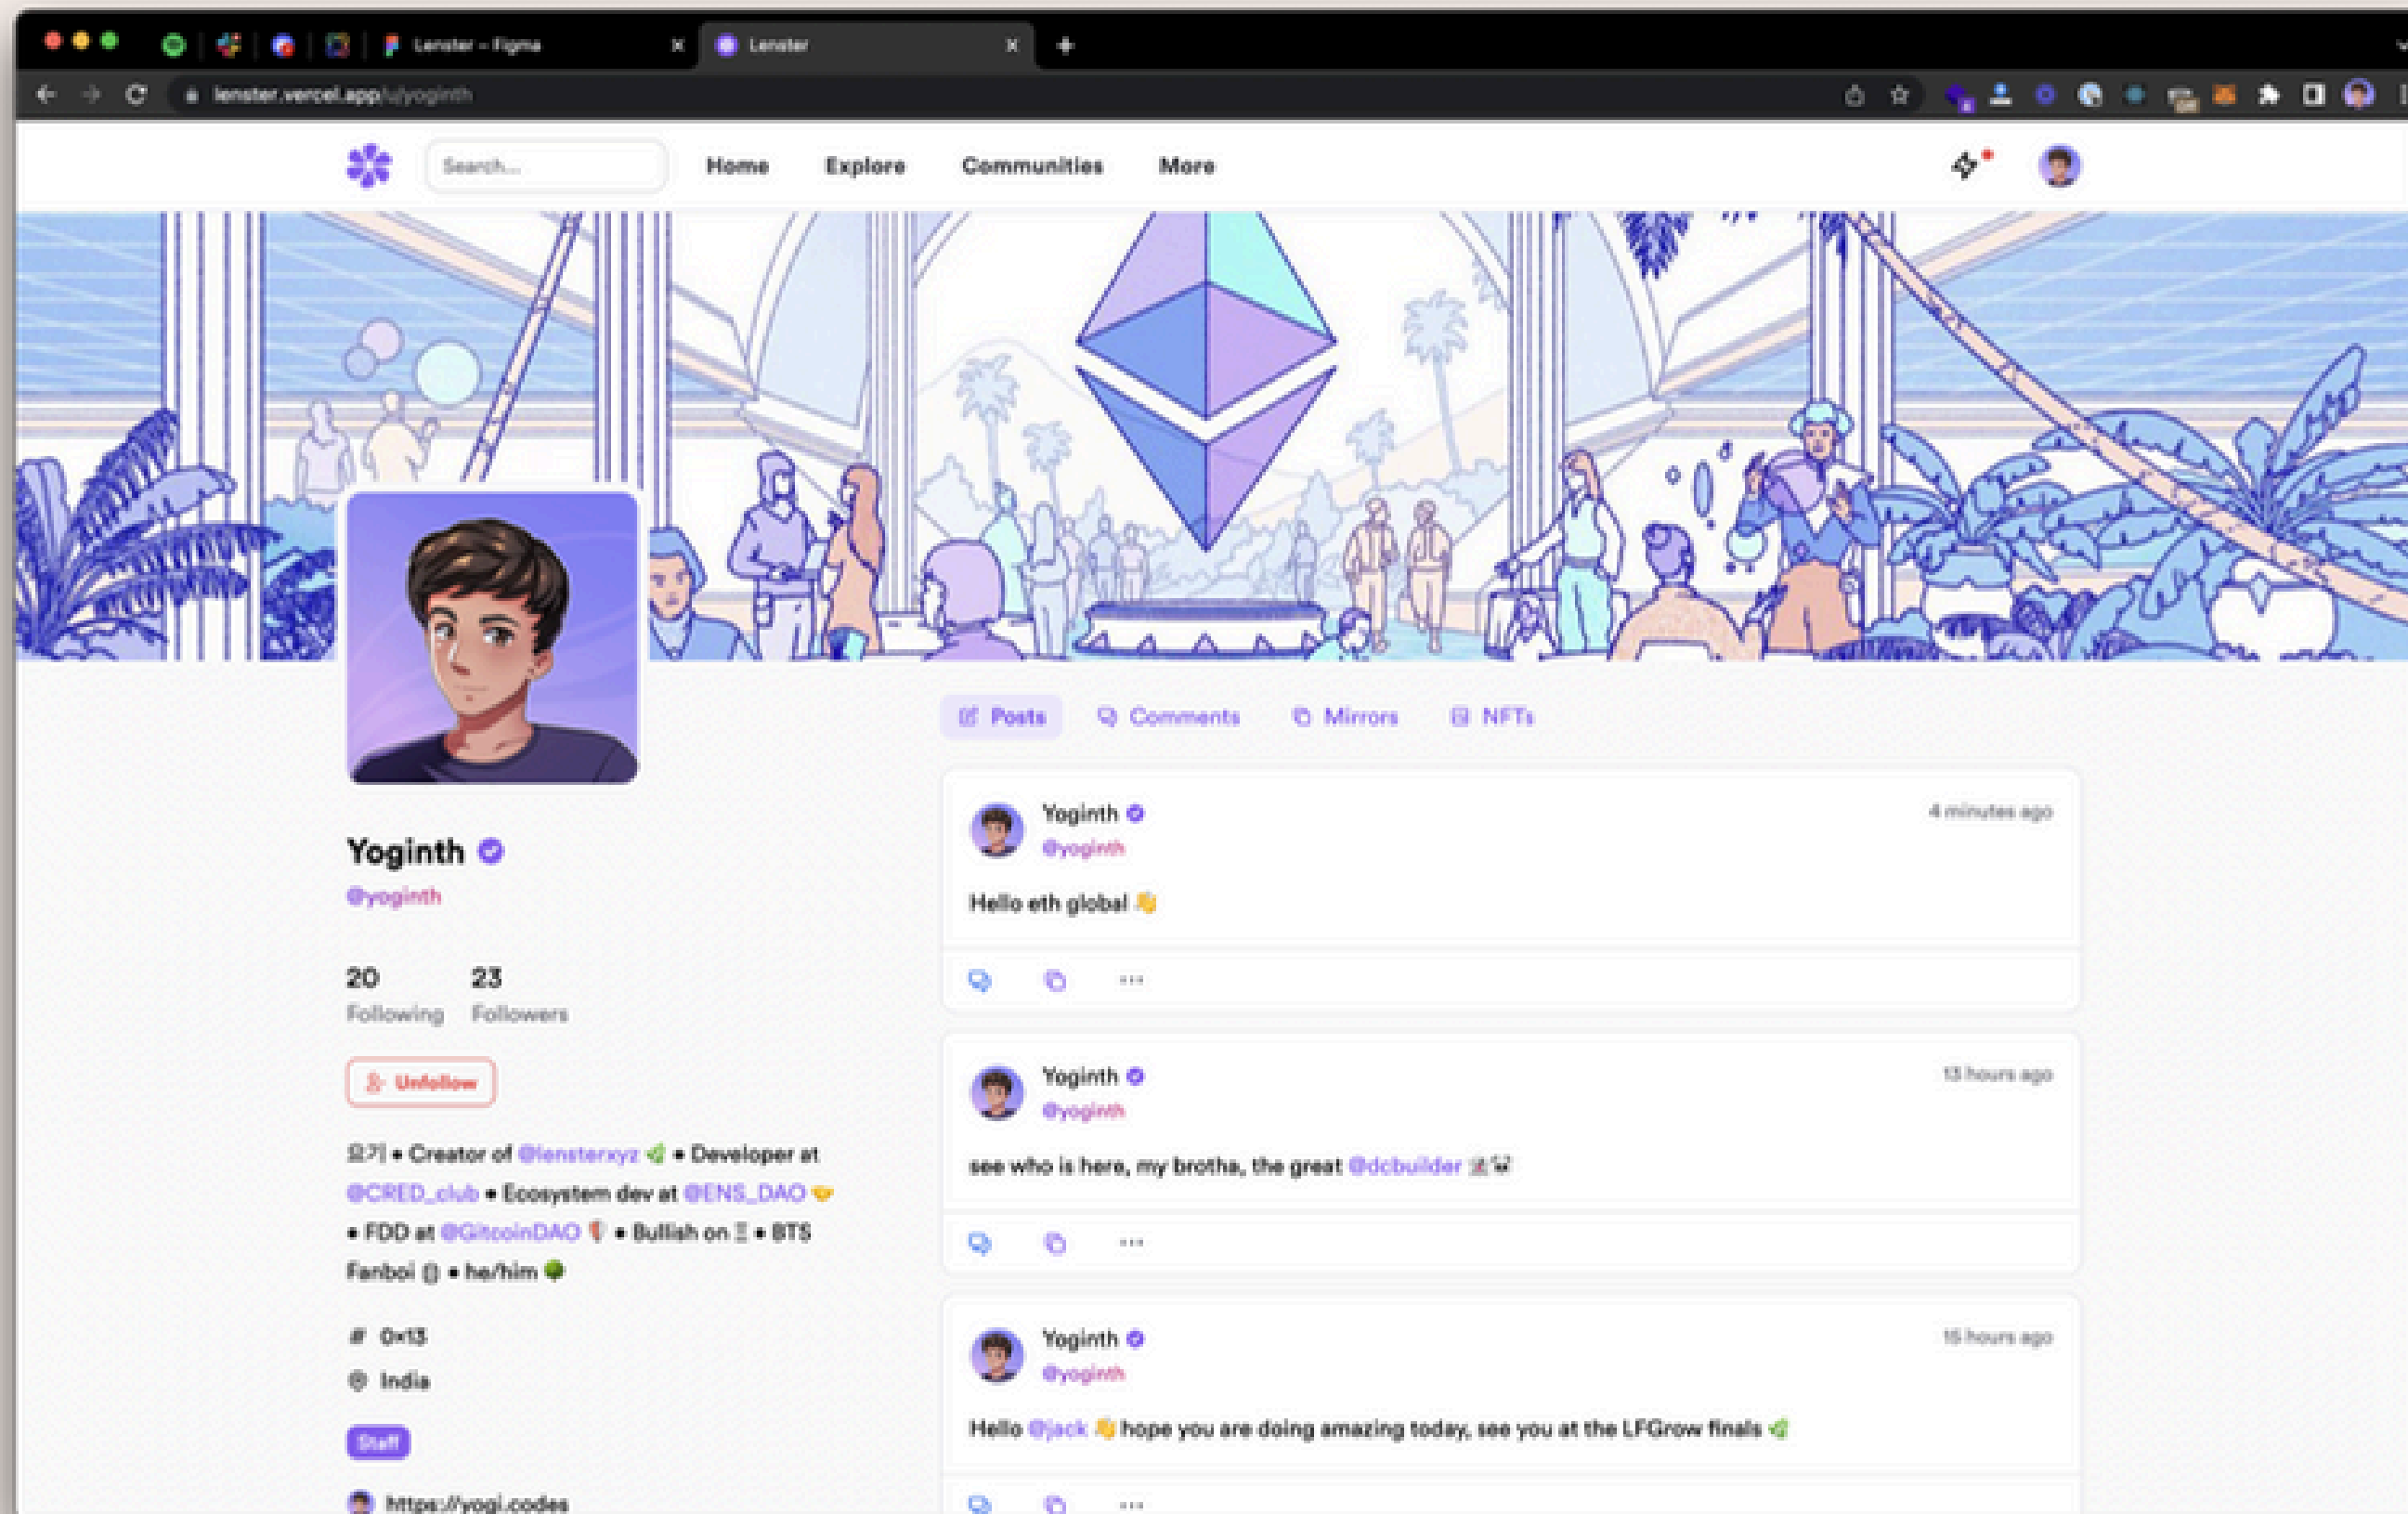 Lenster – Figma
Lenster
lenster.vercel.app/u/yoginth
Search...
Home
Explore
Communities
More
Posts
Comments
Mirrors
NFTs
Yoginth
@yoginth
20
23
Following
Followers
Unfollow
요기 • Creator of @lensterxyz 🌿 • Developer at
@CRED_club • Ecosystem dev at @ENS_DAO 🤝
• FDD at @GitcoinDAO • Bullish on Ξ • BTS
Fanboi • he/him 🌳
# 0x13
India
Staff
https://yogi.codes
Yoginth
4 minutes ago
@yoginth
Hello eth global 👋
Yoginth
13 hours ago
@yoginth
see who is here, my brotha, the great @dcbuilder
Yoginth
15 hours ago
@yoginth
Hello @jack 👋 hope you are doing amazing today, see you at the LFGrow finals 🌿